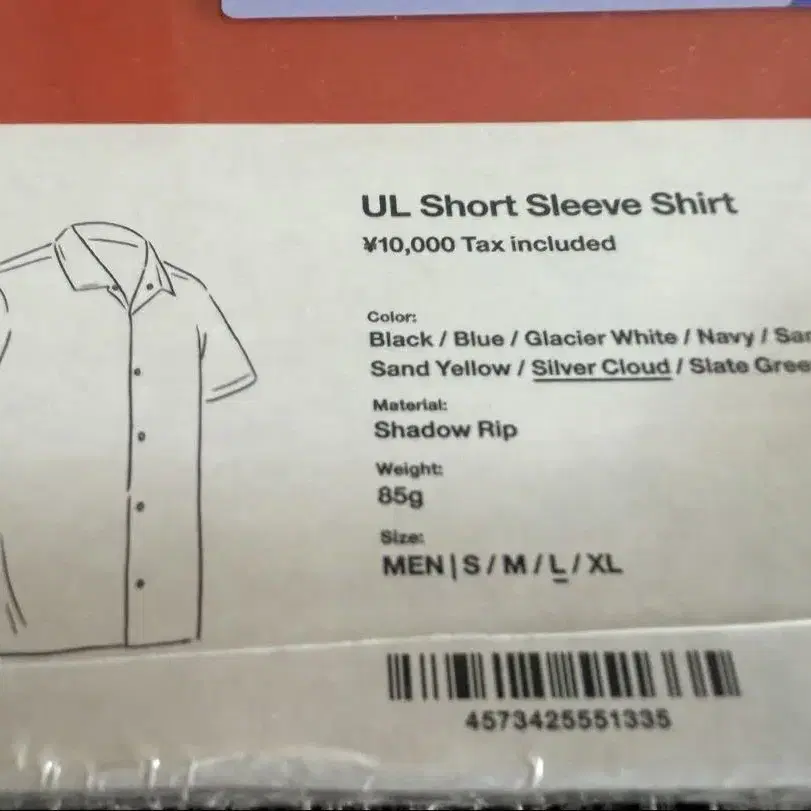 UL Short Sleeve Shirt
¥10,000 Tax included
Color:
Black / Blue / Glacier White / Navy /
Sand Yellow / Silver Cloud / Slate
Material:
Shadow Rip
Weight:
85g
Size:
MEN | S / M / L / XL
4573425551335